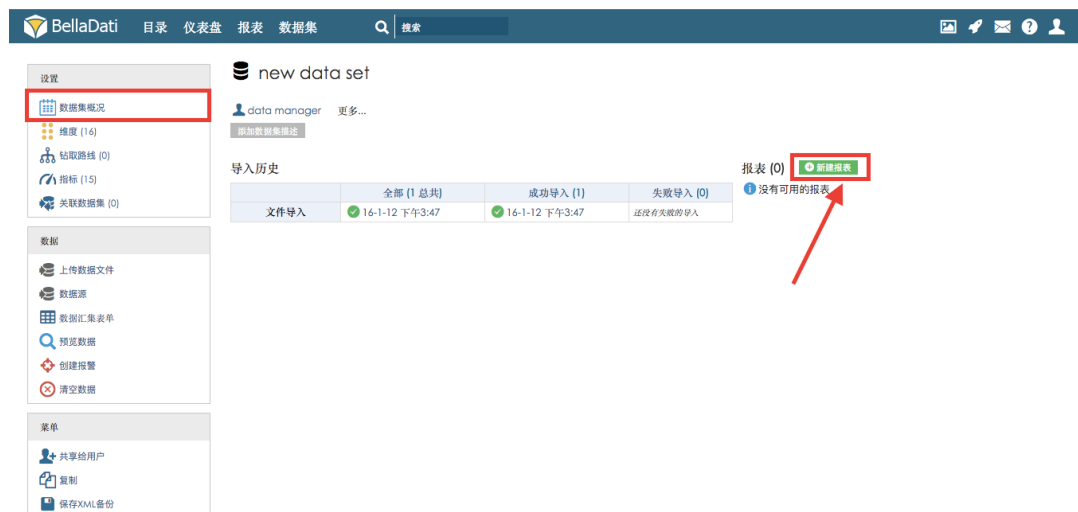 BellaDati 目录 仪表盘 报表 数据集 搜索
设置
数据集概况
维度 (16)
钻取路线 (0)
指标 (15)
关联数据集 (0)
数据
上传数据文件
数据源
数据汇集表单
预览数据
创建报警
清空数据
菜单
共享给用户
复制
保存XML备份
new data set
data manager 更多...
添加数据集描述
导入历史
全部 (1 总共) 成功导入 (1) 失败导入 (0)
文件导入 16-1-12 下午3:47 16-1-12 下午3:47 还没有失败的导入
报表 (0) 新建报表
没有可用的报表